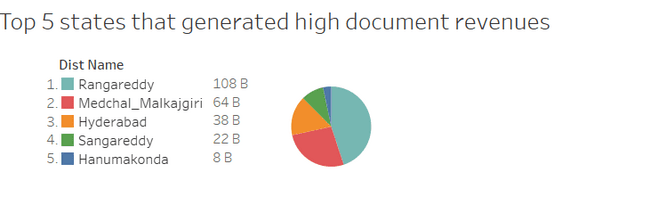 Top 5 states that generated high document revenues
Dist Name
1. Rangareddy 108 B
2. Medchal_Malkajgiri 64 B
3. Hyderabad 38 B
4. Sangareddy 22 B
5. Hanumakonda 8 B